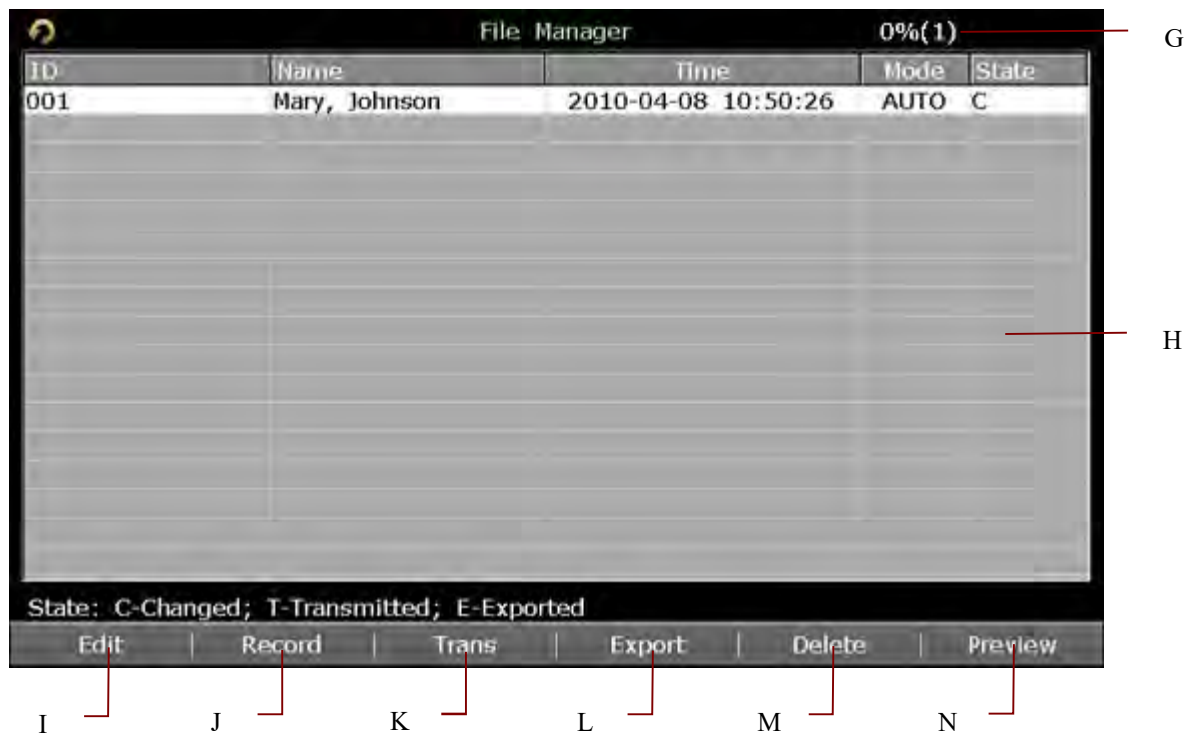 File Manager 0%(1) G
ID Name Time Mode State
001 Mary, Johnson 2010-04-08 10:50:26 AUTO C
H
State: C-Changed; T-Transmitted; E-Exported
Edit Record Trans Export Delete Preview
I J K L M N